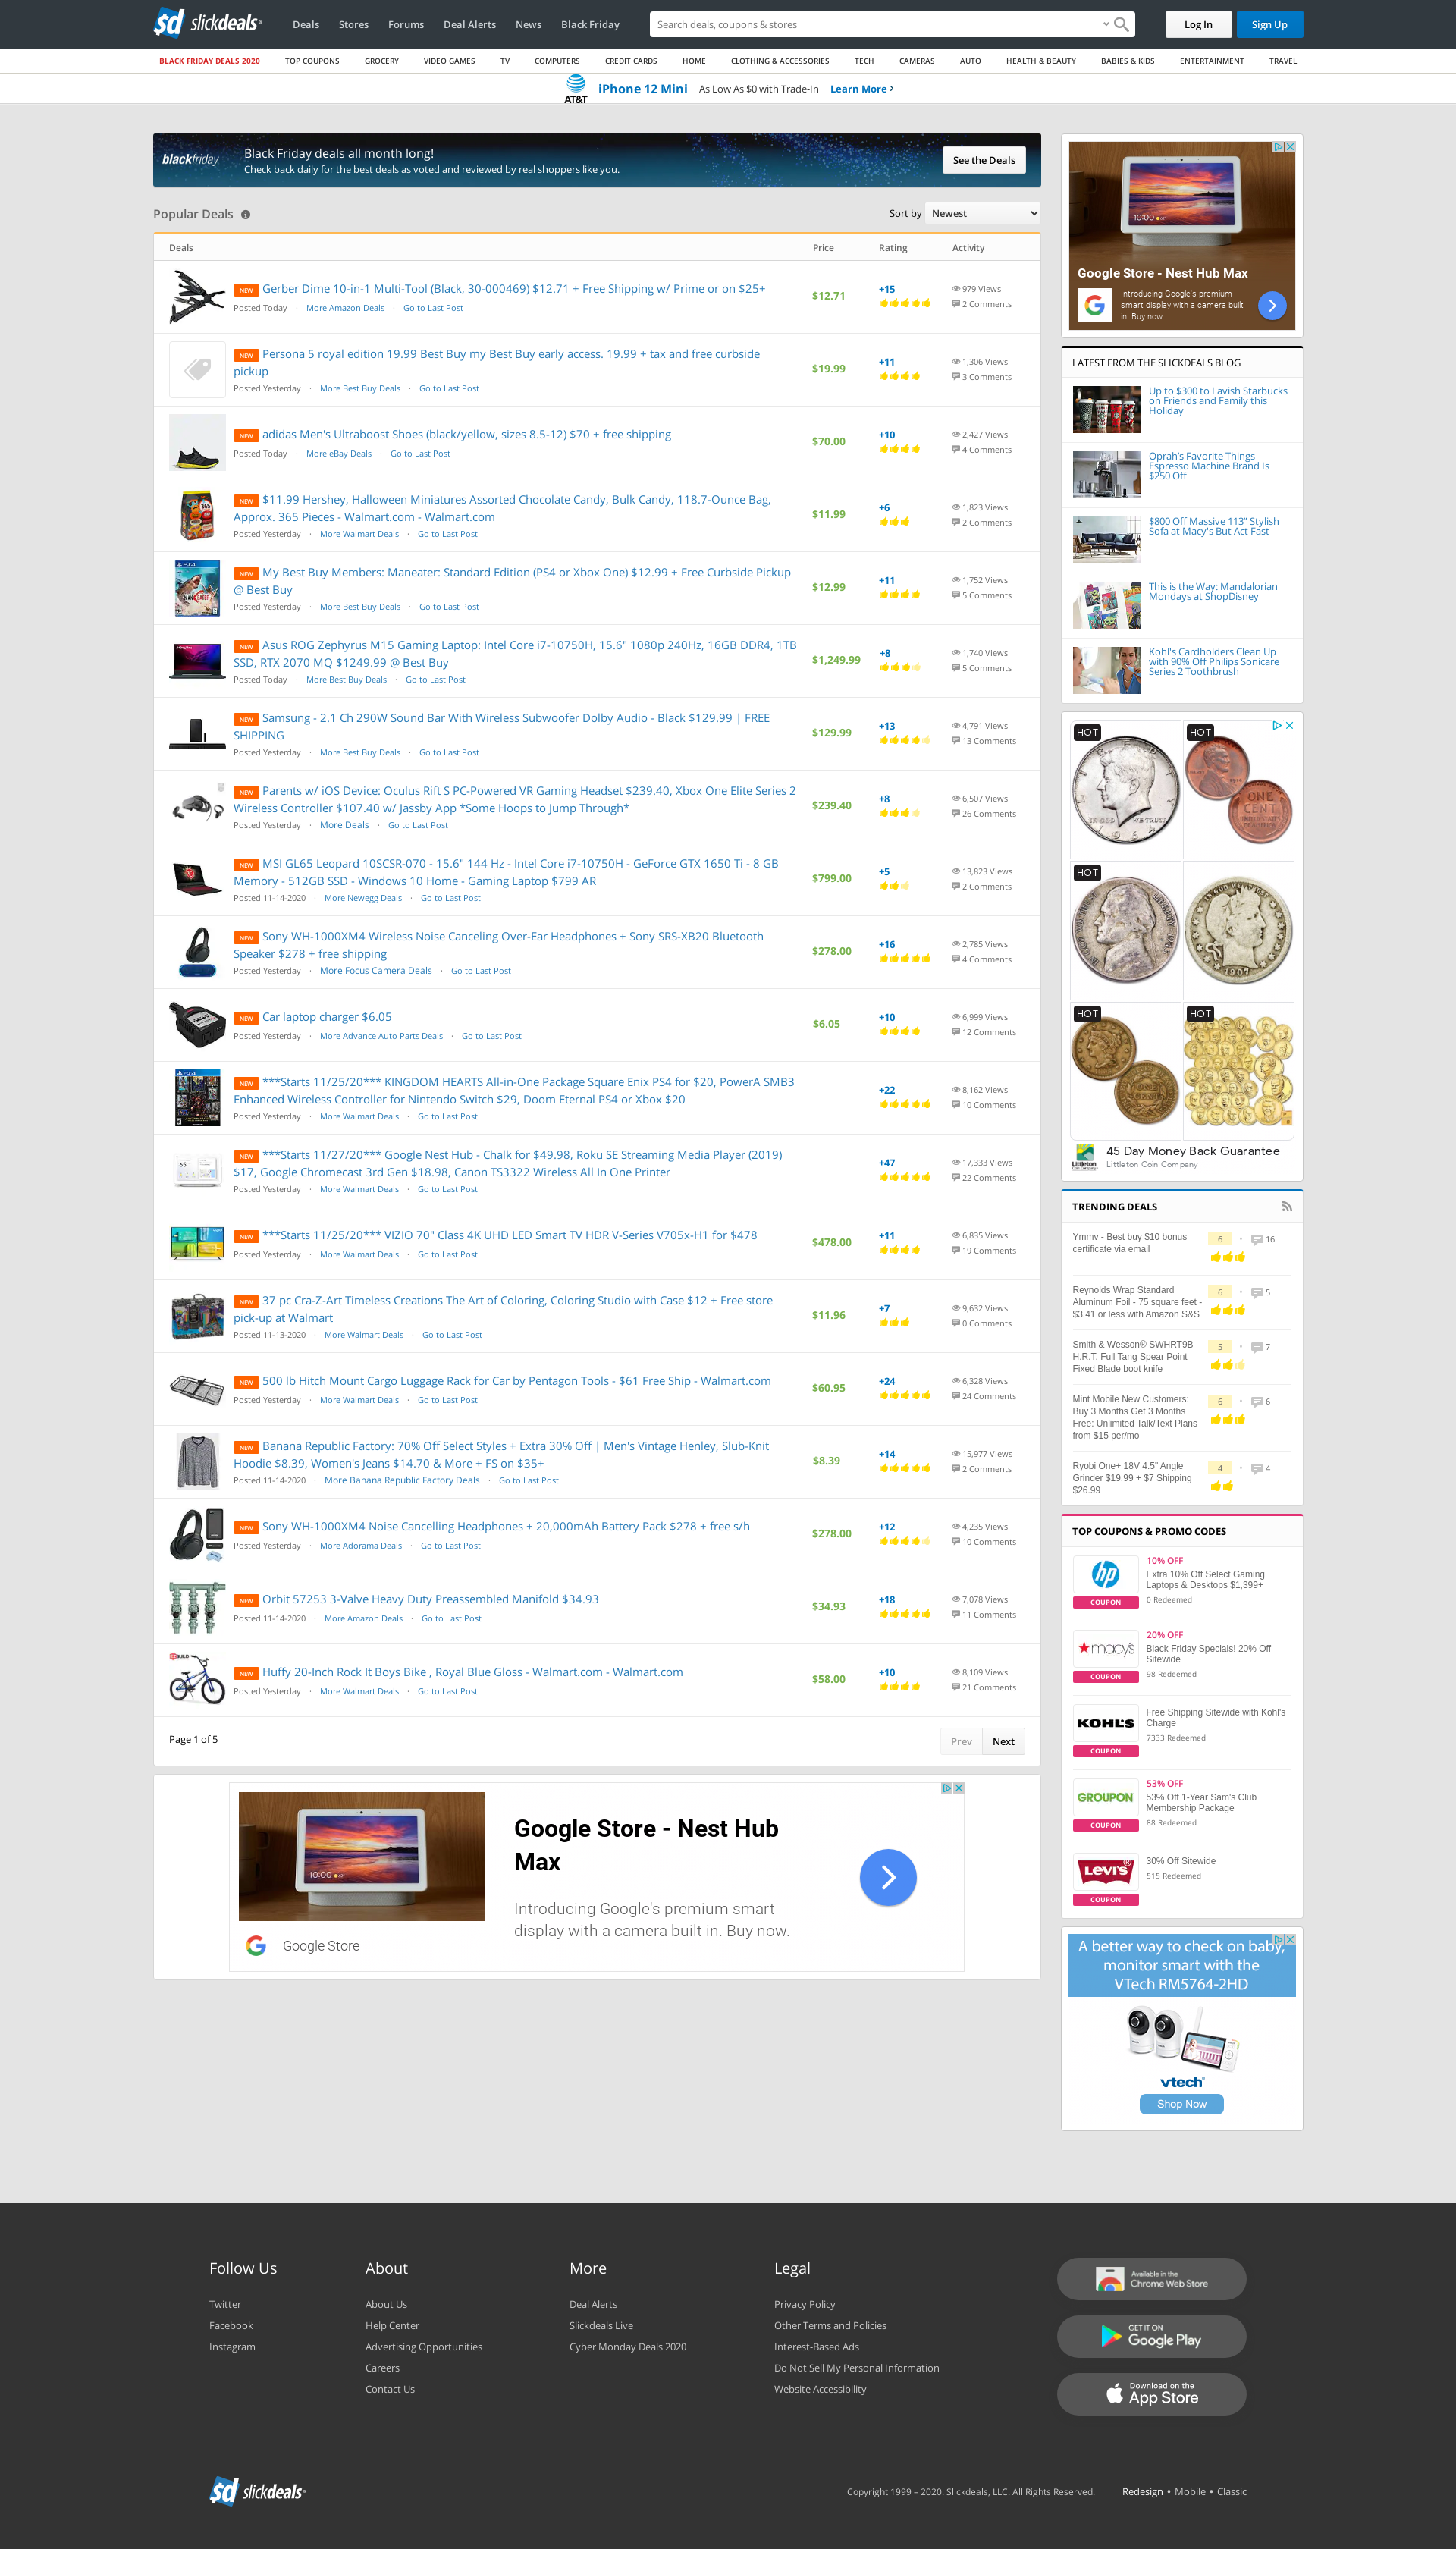 sd slickdeals
Deals Stores Forums Deal Alerts News Black Friday
Search deals, coupons & stores
Log In Sign Up
BLACK FRIDAY DEALS 2020 TOP COUPONS GROCERY VIDEO GAMES TV COMPUTERS CREDIT CARDS HOME CLOTHING & ACCESSORIES TECH CAMERAS AUTO HEALTH & BEAUTY BABIES & KIDS ENTERTAINMENT TRAVEL
AT&T iPhone 12 Mini As Low As $0 with Trade-In Learn More ›
blackfriday
Black Friday deals all month long!
Check back daily for the best deals as voted and reviewed by real shoppers like you.
See the Deals
Popular Deals
Sort by Newest
Deals Price Rating Activity
NEW Gerber Dime 10-in-1 Multi-Tool (Black, 30-000469) $12.71 + Free Shipping w/ Prime or on $25+
Posted Today · More Amazon Deals · Go to Last Post
$12.71 +15 979 Views
2 Comments
NEW Persona 5 royal edition 19.99 Best Buy my Best Buy early access. 19.99 + tax and free curbside
pickup
Posted Yesterday · More Best Buy Deals · Go to Last Post
$19.99 +11 1,306 Views
3 Comments
NEW adidas Men's Ultraboost Shoes (black/yellow, sizes 8.5-12) $70 + free shipping
Posted Today · More eBay Deals · Go to Last Post
$70.00 +10 2,427 Views
4 Comments
NEW $11.99 Hershey, Halloween Miniatures Assorted Chocolate Candy, Bulk Candy, 118.7-Ounce Bag,
Approx. 365 Pieces - Walmart.com - Walmart.com
Posted Yesterday · More Walmart Deals · Go to Last Post
$11.99 +6 1,823 Views
2 Comments
NEW My Best Buy Members: Maneater: Standard Edition (PS4 or Xbox One) $12.99 + Free Curbside Pickup
@ Best Buy
Posted Yesterday · More Best Buy Deals · Go to Last Post
$12.99 +11 1,752 Views
5 Comments
NEW Asus ROG Zephyrus M15 Gaming Laptop: Intel Core i7-10750H, 15.6" 1080p 240Hz, 16GB DDR4, 1TB
SSD, RTX 2070 MQ $1249.99 @ Best Buy
Posted Today · More Best Buy Deals · Go to Last Post
$1,249.99 +8 1,740 Views
5 Comments
NEW Samsung - 2.1 Ch 290W Sound Bar With Wireless Subwoofer Dolby Audio - Black $129.99 | FREE
SHIPPING
Posted Yesterday · More Best Buy Deals · Go to Last Post
$129.99 +13 4,791 Views
13 Comments
NEW Parents w/ iOS Device: Oculus Rift S PC-Powered VR Gaming Headset $239.40, Xbox One Elite Series 2
Wireless Controller $107.40 w/ Jassby App *Some Hoops to Jump Through*
Posted Yesterday · More Deals · Go to Last Post
$239.40 +8 6,507 Views
26 Comments
NEW MSI GL65 Leopard 10SCSR-070 - 15.6" 144 Hz - Intel Core i7-10750H - GeForce GTX 1650 Ti - 8 GB
Memory - 512GB SSD - Windows 10 Home - Gaming Laptop $799 AR
Posted 11-14-2020 · More Newegg Deals · Go to Last Post
$799.00 +5 13,823 Views
2 Comments
NEW Sony WH-1000XM4 Wireless Noise Canceling Over-Ear Headphones + Sony SRS-XB20 Bluetooth
Speaker $278 + free shipping
Posted Yesterday · More Focus Camera Deals · Go to Last Post
$278.00 +16 2,785 Views
4 Comments
NEW Car laptop charger $6.05
Posted Yesterday · More Advance Auto Parts Deals · Go to Last Post
$6.05 +10 6,999 Views
12 Comments
NEW ***Starts 11/25/20*** KINGDOM HEARTS All-in-One Package Square Enix PS4 for $20, PowerA SMB3
Enhanced Wireless Controller for Nintendo Switch $29, Doom Eternal PS4 or Xbox $20
Posted Yesterday · More Walmart Deals · Go to Last Post
+22 8,162 Views
10 Comments
NEW ***Starts 11/27/20*** Google Nest Hub - Chalk for $49.98, Roku SE Streaming Media Player (2019)
$17, Google Chromecast 3rd Gen $18.98, Canon TS3322 Wireless All In One Printer
Posted Yesterday · More Walmart Deals · Go to Last Post
+47 17,333 Views
22 Comments
NEW ***Starts 11/25/20*** VIZIO 70" Class 4K UHD LED Smart TV HDR V-Series V705x-H1 for $478
Posted Yesterday · More Walmart Deals · Go to Last Post
$478.00 +11 6,835 Views
19 Comments
NEW 37 pc Cra-Z-Art Timeless Creations The Art of Coloring, Coloring Studio with Case $12 + Free store
pick-up at Walmart
Posted 11-13-2020 · More Walmart Deals · Go to Last Post
$11.96 +7 9,632 Views
0 Comments
NEW 500 lb Hitch Mount Cargo Luggage Rack for Car by Pentagon Tools - $61 Free Ship - Walmart.com
Posted Yesterday · More Walmart Deals · Go to Last Post
$60.95 +24 6,328 Views
24 Comments
NEW Banana Republic Factory: 70% Off Select Styles + Extra 30% Off | Men's Vintage Henley, Slub-Knit
Hoodie $8.39, Women's Jeans $14.70 & More + FS on $35+
Posted 11-14-2020 · More Banana Republic Factory Deals · Go to Last Post
$8.39 +14 15,977 Views
2 Comments
NEW Sony WH-1000XM4 Noise Cancelling Headphones + 20,000mAh Battery Pack $278 + free s/h
Posted Yesterday · More Adorama Deals · Go to Last Post
$278.00 +12 4,235 Views
10 Comments
NEW Orbit 57253 3-Valve Heavy Duty Preassembled Manifold $34.93
Posted 11-14-2020 · More Amazon Deals · Go to Last Post
$34.93 +18 7,078 Views
11 Comments
NEW Huffy 20-Inch Rock It Boys Bike , Royal Blue Gloss - Walmart.com - Walmart.com
Posted Yesterday · More Walmart Deals · Go to Last Post
$58.00 +10 8,109 Views
21 Comments
Page 1 of 5
Prev Next
10:00
Google Store
Google Store - Nest Hub
Max
Introducing Google's premium smart
display with a camera built in. Buy now.
10:00
Google Store - Nest Hub Max
Introducing Google's premium
smart display with a camera built
in. Buy now.
LATEST FROM THE SLICKDEALS BLOG
Up to $300 to Lavish Starbucks
on Friends and Family this
Holiday
Oprah's Favorite Things
Espresso Machine Brand Is
$250 Off
$800 Off Massive 113" Stylish
Sofa at Macy's But Act Fast
This is the Way: Mandalorian
Mondays at ShopDisney
Kohl's Cardholders Clean Up
with 90% Off Philips Sonicare
Series 2 Toothbrush
HOT HOT
ONE
CENT
HOT
1907
HOT HOT
45 Day Money Back Guarantee
Littleton Coin Company
TRENDING DEALS
Ymmv - Best buy $10 bonus
certificate via email
6 · 16
Reynolds Wrap Standard
Aluminum Foil - 75 square feet -
$3.41 or less with Amazon S&S
6 · 5
Smith & Wesson® SWHRT9B
H.R.T. Full Tang Spear Point
Fixed Blade boot knife
5 · 7
Mint Mobile New Customers:
Buy 3 Months Get 3 Months
Free: Unlimited Talk/Text Plans
from $15 per/mo
6 · 6
Ryobi One+ 18V 4.5" Angle
Grinder $19.99 + $7 Shipping
$26.99
4 · 4
TOP COUPONS & PROMO CODES
hp
COUPON
10% OFF
Extra 10% Off Select Gaming
Laptops & Desktops $1,399+
0 Redeemed
macy's
COUPON
20% OFF
Black Friday Specials! 20% Off
Sitewide
98 Redeemed
KOHL'S
COUPON
Free Shipping Sitewide with Kohl's
Charge
7333 Redeemed
GROUPON
COUPON
53% OFF
53% Off 1-Year Sam's Club
Membership Package
88 Redeemed
LEVI'S
COUPON
30% Off Sitewide
515 Redeemed
A better way to check on baby,
monitor smart with the
VTech RM5764-2HD
vtech
Shop Now
Follow Us
Twitter
Facebook
Instagram
About
About Us
Help Center
Advertising Opportunities
Careers
Contact Us
More
Deal Alerts
Slickdeals Live
Cyber Monday Deals 2020
Legal
Privacy Policy
Other Terms and Policies
Interest-Based Ads
Do Not Sell My Personal Information
Website Accessibility
Available in the
Chrome Web Store
GET IT ON
Google Play
Download on the
App Store
sd slickdeals
Copyright 1999 – 2020. Slickdeals, LLC. All Rights Reserved.
Redesign • Mobile • Classic